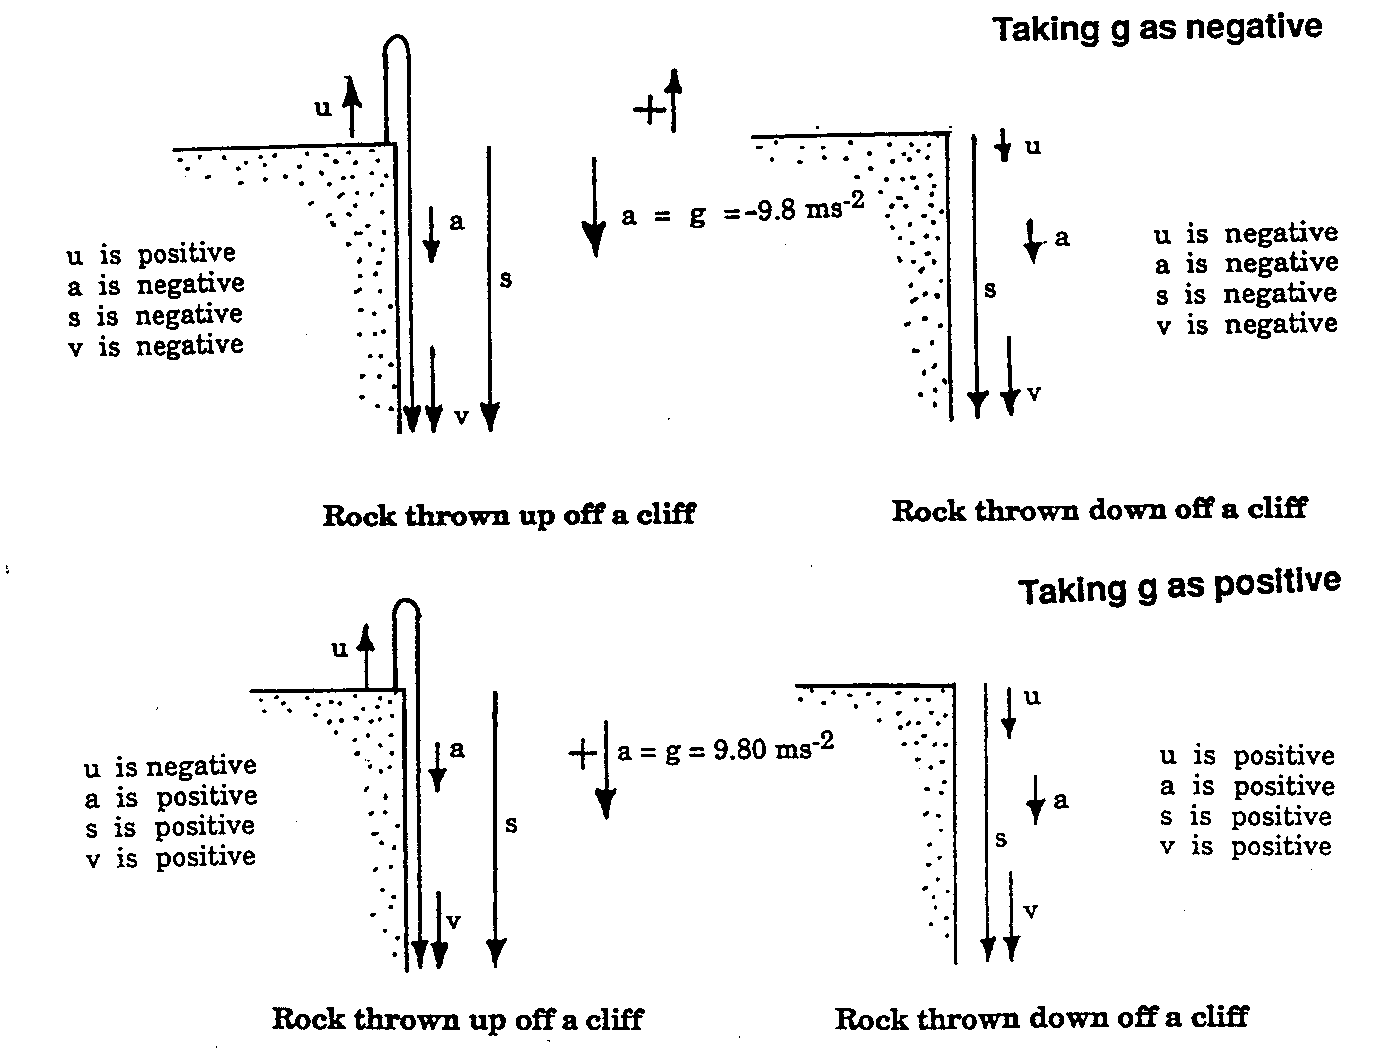 Taking g as negative
u
+
a
s
v
a = g = -9.8 ms-2
u is positive
a is negative
s is negative
v is negative
u
a
s
v
u is negative
a is negative
s is negative
v is negative
Rock thrown up off a cliff
Rock thrown down off a cliff
Taking g as positive
u
a
s
v
+ a = g = 9.80 ms-2
u is negative
a is positive
s is positive
v is positive
u
a
s
v
u is positive
a is positive
s is positive
v is positive
Rock thrown up off a cliff
Rock thrown down off a cliff